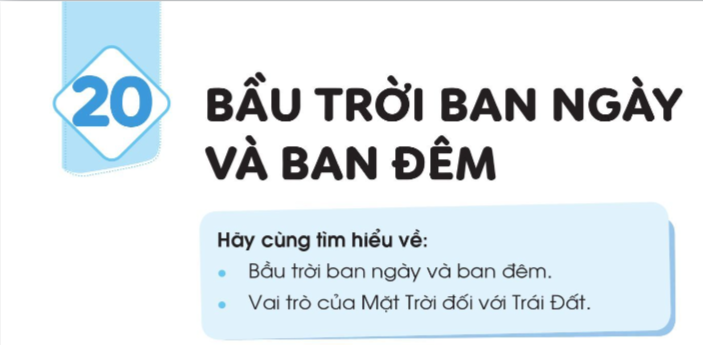 20
BẦU TRỜI BAN NGÀY
VÀ BAN ĐÊM
Hãy cùng tìm hiểu về:
• Bầu trời ban ngày và ban đêm.
• Vai trò của Mặt Trời đối với Trái Đất.